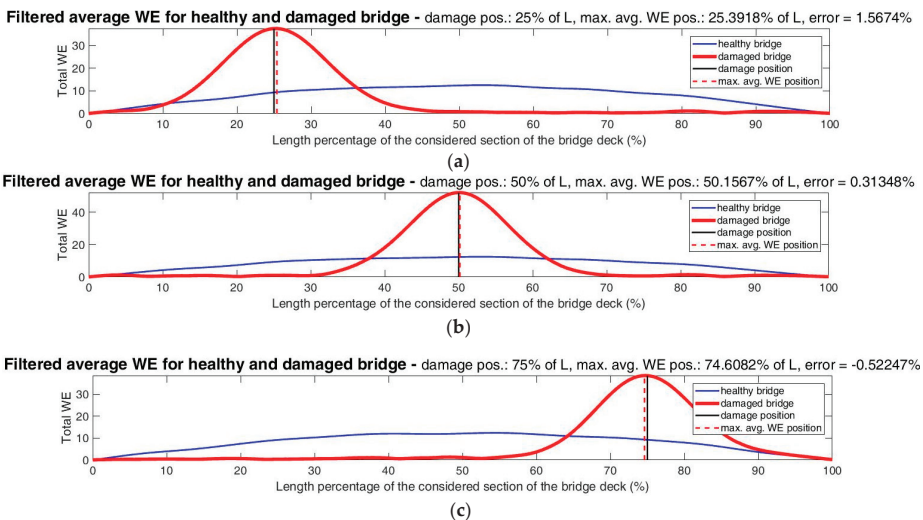 Filtered average WE for healthy and damaged bridge - damage pos.: 25% of L, max. avg. WE pos.: 25.3918% of L, error = 1.5674%
Total WE
30
20
10
0
healthy bridge
damaged bridge
damage position
max. avg. WE position
0 10 20 30 40 50 60 70 80 90 100
Length percentage of the considered section of the bridge deck (%)
(a)
Filtered average WE for healthy and damaged bridge - damage pos.: 50% of L, max. avg. WE pos.: 50.1567% of L, error = 0.31348%
Total WE
40
20
0
healthy bridge
damaged bridge
damage position
max. avg. WE position
0 10 20 30 40 50 60 70 80 90 100
Length percentage of the considered section of the bridge deck (%)
(b)
Filtered average WE for healthy and damaged bridge - damage pos.: 75% of L, max. avg. WE pos.: 74.6082% of L, error = -0.52247%
Total WE
30
20
10
0
healthy bridge
damaged bridge
damage position
max. avg. WE position
0 10 20 30 40 50 60 70 80 90 100
Length percentage of the considered section of the bridge deck (%)
(c)